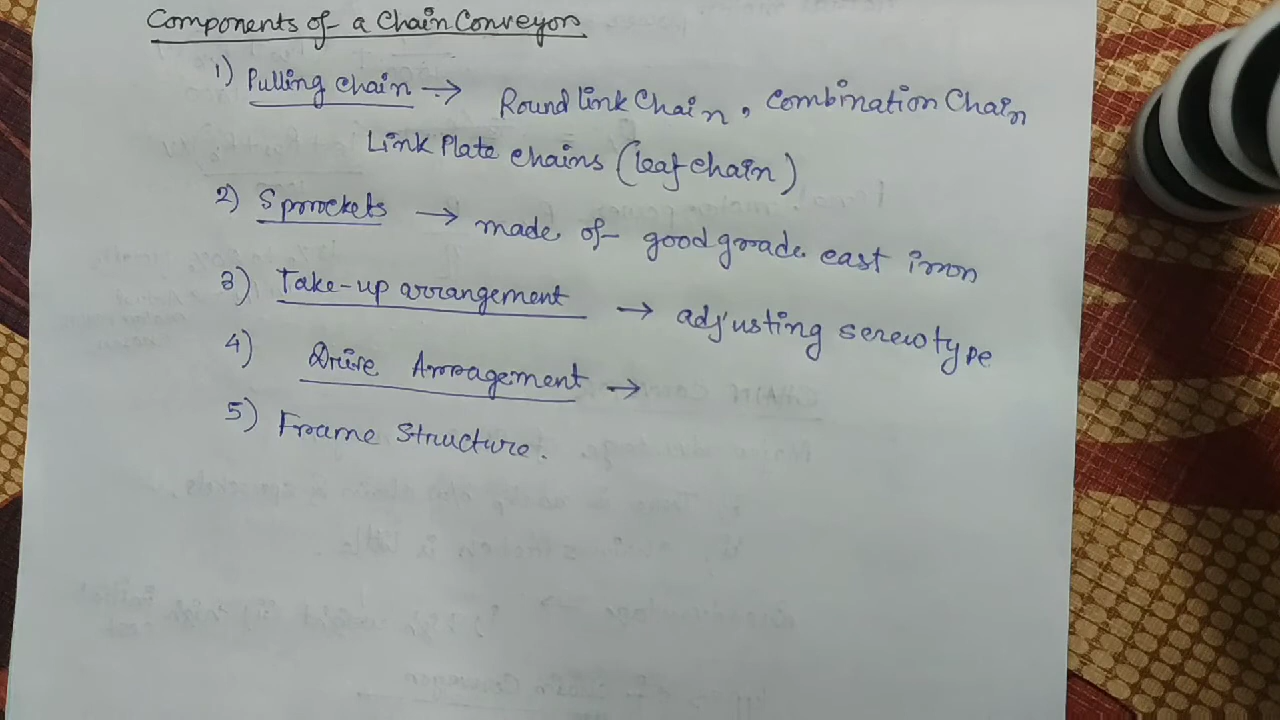 Components of a Chain Conveyor
1) Pulling chain → Round link Chain, Combination Chain
Link Plate chains (leaf chain)
2) Sprockets → made of good grade cast iron
3) Take-up arrangement → adjusting screw type
4) Drive Arragement →
5) Frame Structure.